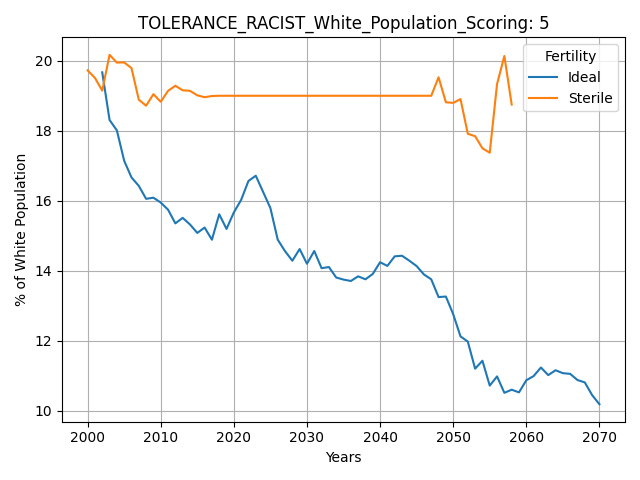 TOLERANCE_RACIST_White_Population_Scoring: 5
Fertility
Ideal
Sterile
% of White Population
20
18
16
14
12
10
2000 2010 2020 2030 2040 2050 2060 2070
Years